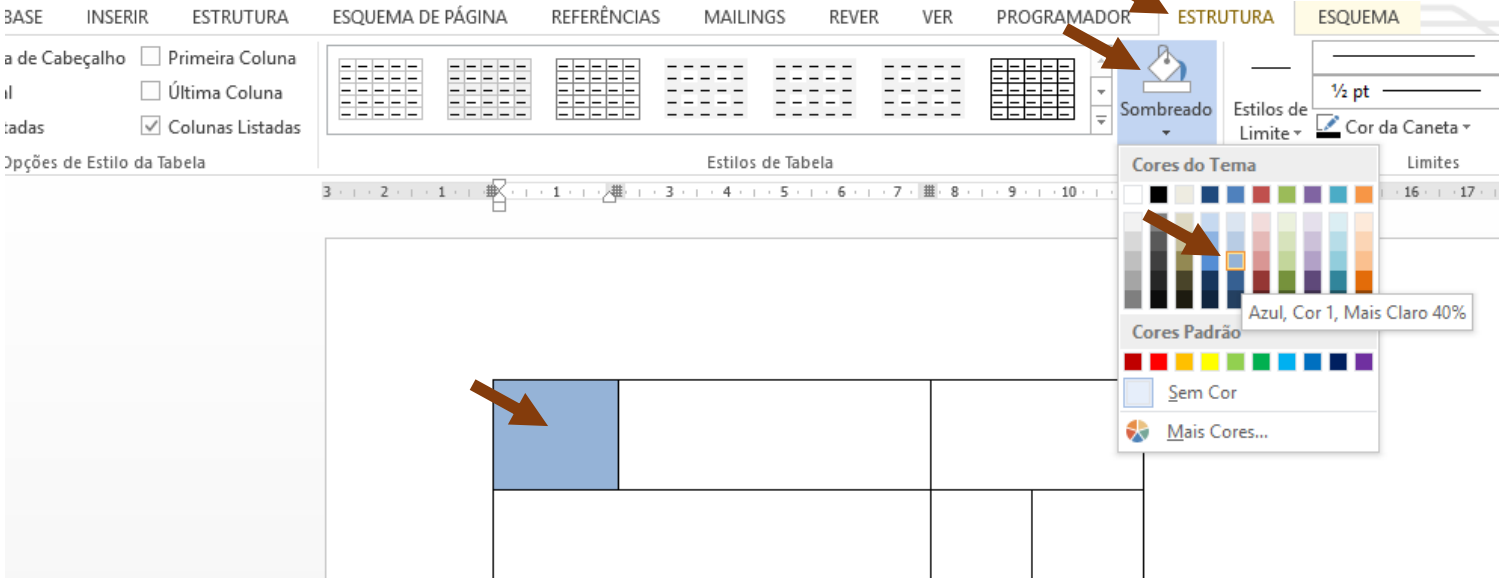 BASE INSERIR ESTRUTURA ESQUEMA DE PÁGINA REFERÊNCIAS MAILINGS REVER VER PROGRAMADOR ESTRUTURA ESQUEMA
a de Cabeçalho Primeira Coluna
al Última Coluna
tadas Colunas Listadas
Opções de Estilo da Tabela
Estilos de Tabela
Sombreado
Estilos de
Limite
½ pt
Cor da Caneta
Limites
3 2 1 1 3 4 5 6 7 8 9 10 16 17
Cores do Tema
Azul, Cor 1, Mais Claro 40%
Cores Padrão
Sem Cor
Mais Cores...